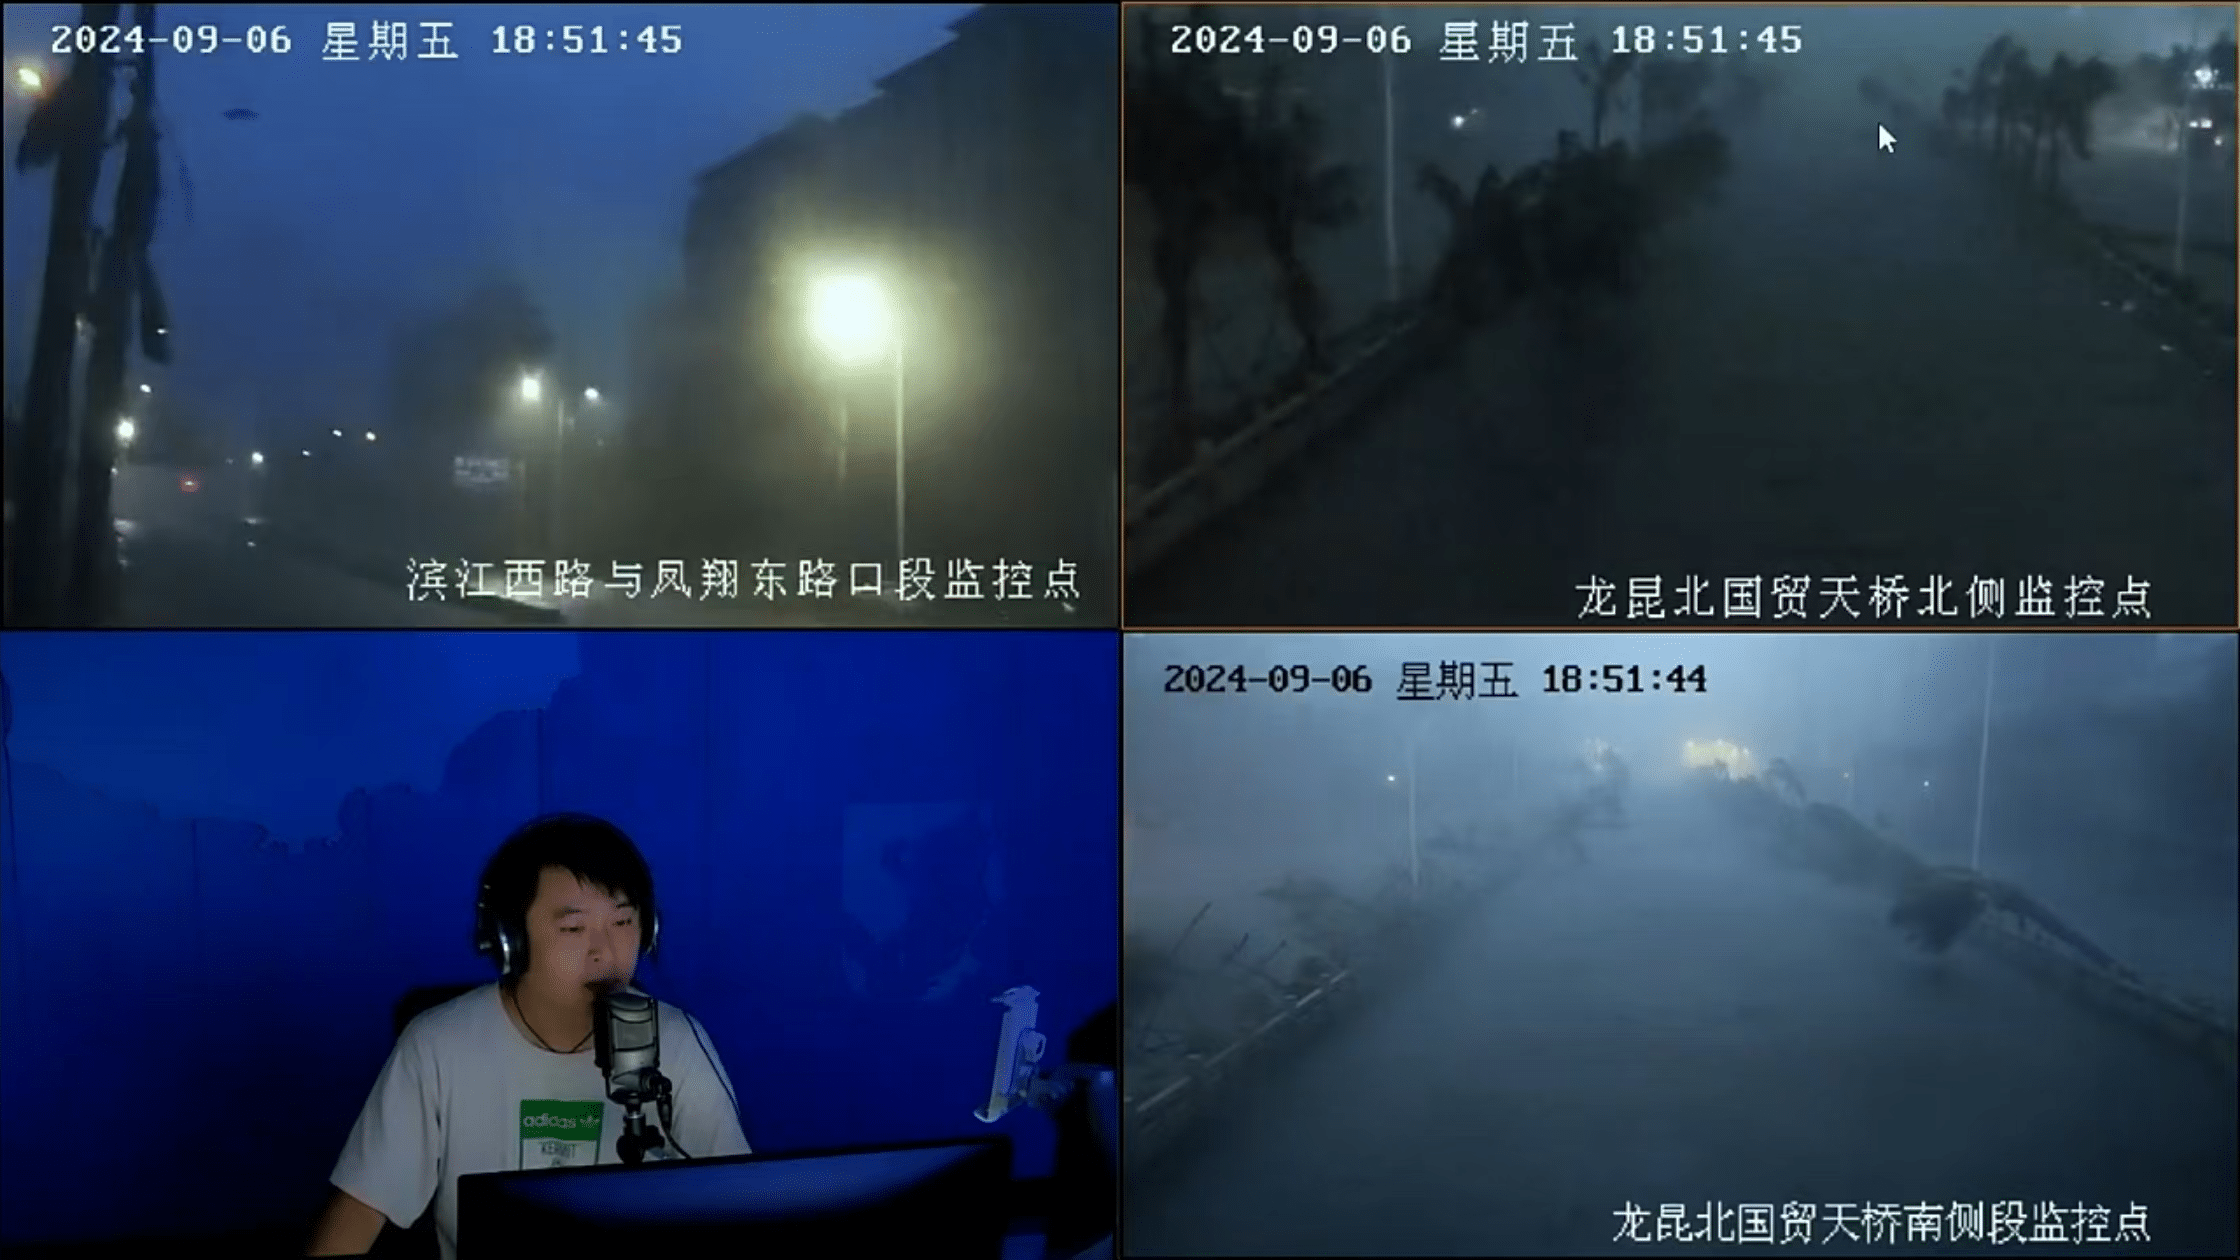 2024-09-06 星期五 18:51:45
滨江西路与凤翔东路口段监控点
2024-09-06 星期五 18:51:45
龙昆北国贸天桥北侧监控点
adidas
2024-09-06 星期五 18:51:44
龙昆北国贸天桥南侧段监控点